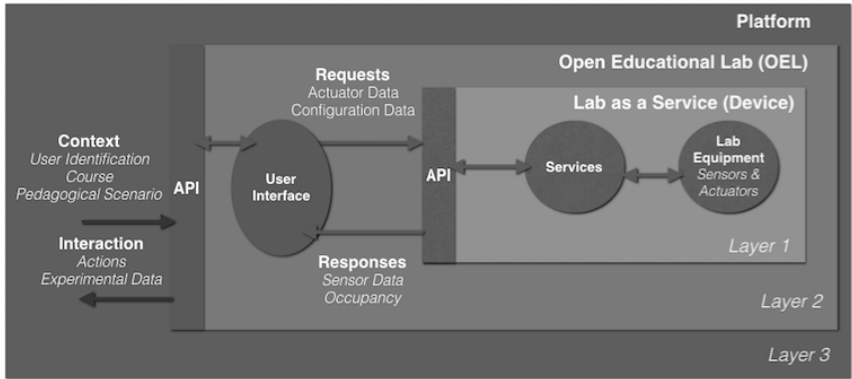 Platform
Open Educational Lab (OEL)
Requests
Actuator Data
Configuration Data
Lab as a Service (Device)
Context
User Identification
Course
Pedagogical Scenario
API
User
Interface
API
Services
Lab
Equipment
Sensors &
Actuators
Interaction
Actions
Experimental Data
Responses
Sensor Data
Occupancy
Layer 1
Layer 2
Layer 3